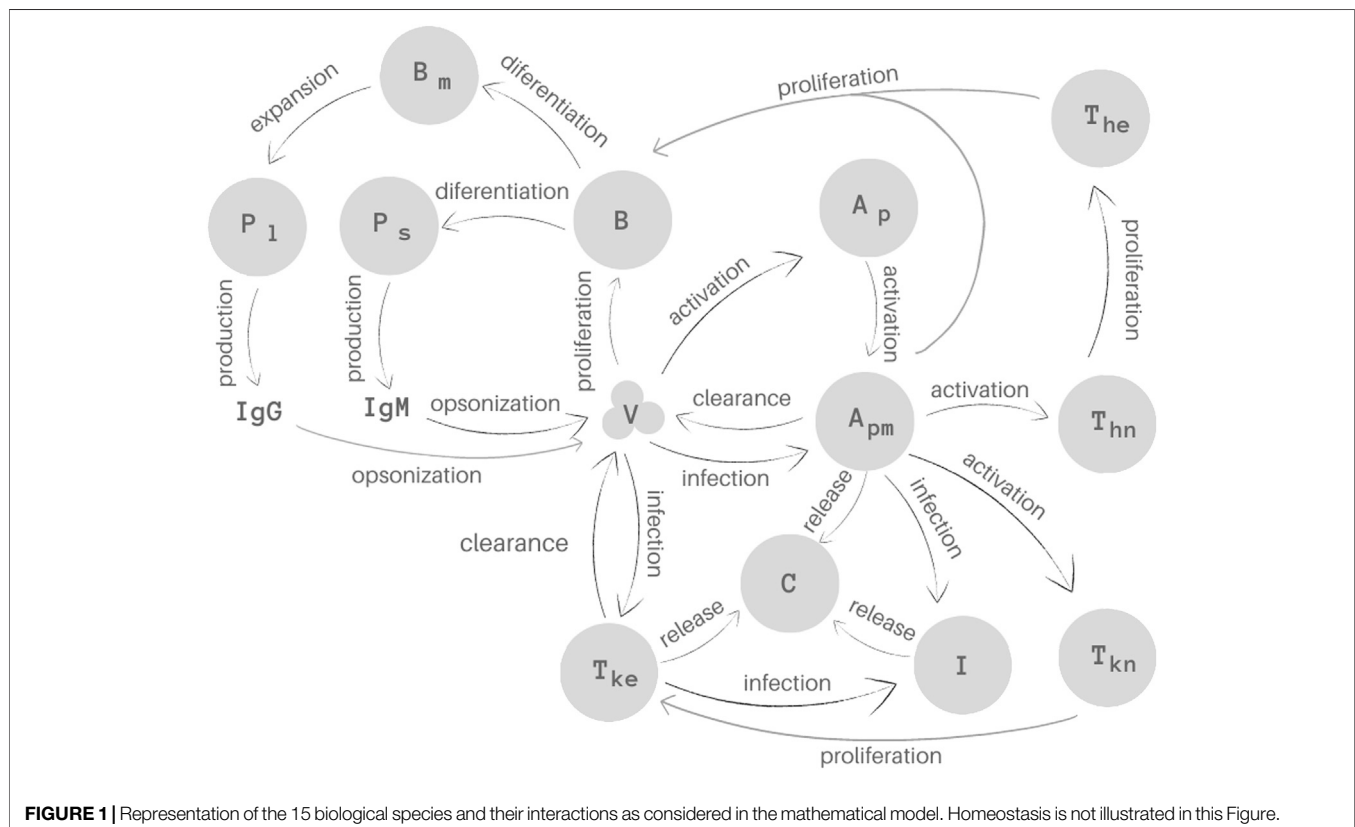 B m
diferentiation
expansion
proliferation
T he
P l
P s
diferentiation
B
A p
production
production
proliferation
activation
activation
proliferation
IgG
IgM
opsonization
V
clearance
A pm
activation
T hn
opsonization
infection
clearance
infection
release
infection
activation
C
T ke
release
release
I
T kn
infection
proliferation
FIGURE 1 | Representation of the 15 biological species and their interactions as considered in the mathematical model. Homeostasis is not illustrated in this Figure.